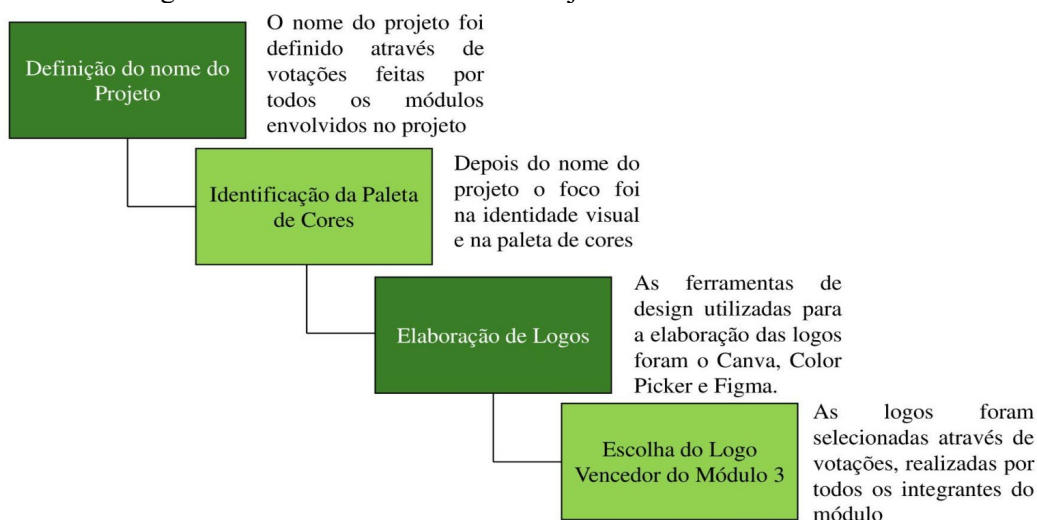 O nome do projeto foi
definido através de
votações feitas por
todos os módulos
envolvidos no projeto
Definição do nome do
Projeto
Depois do nome do
projeto o foco foi
na identidade visual
e na paleta de cores
Identificação da Paleta
de Cores
As ferramentas de
design utilizadas para
a elaboração das logos
foram o Canva, Color
Picker e Figma.
Elaboração de Logos
As logos foram
selecionadas através de
votações, realizadas por
todos os integrantes do
módulo
Escolha do Logo
Vencedor do Módulo 3